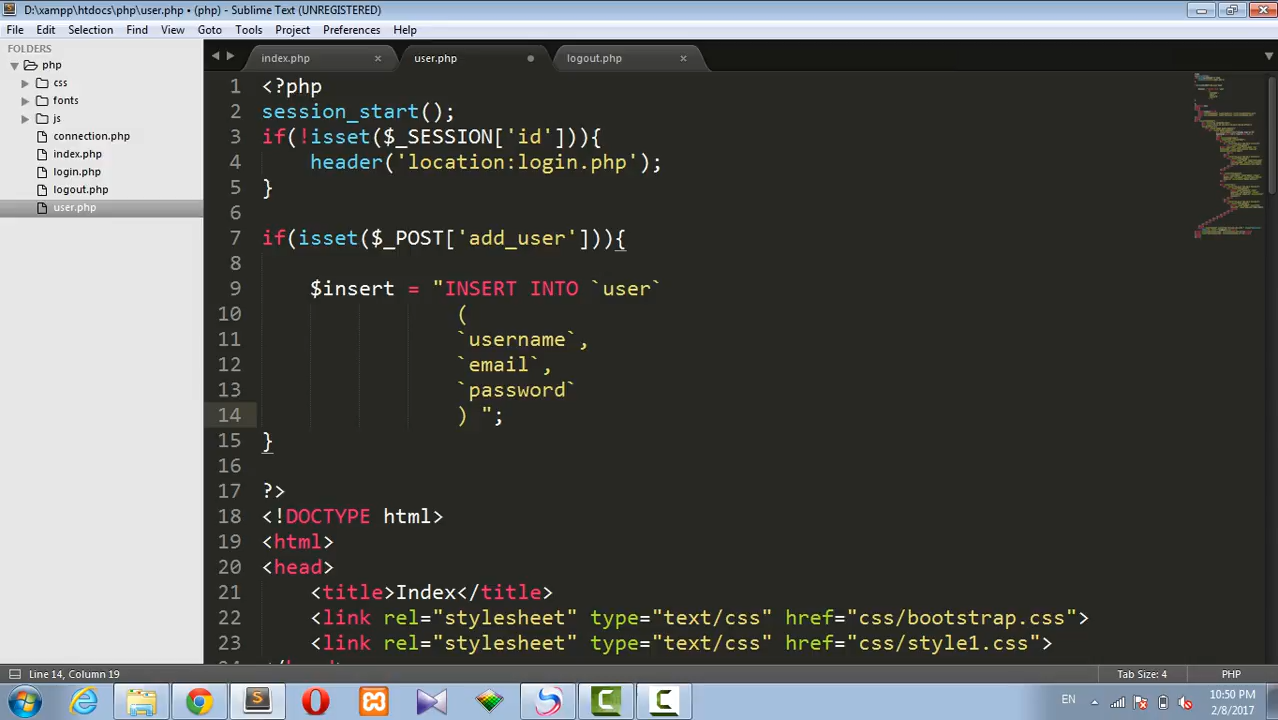 D:\xampp\htdocs\php\user.php • (php) - Sublime Text (UNREGISTERED)
File Edit Selection Find View Goto Tools Project Preferences Help
FOLDERS
php
css
fonts
js
connection.php
index.php
login.php
logout.php
user.php
index.php user.php logout.php
1 <?php
2 session_start();
3 if(!isset($_SESSION['id'])){
4 header('location:login.php');
5 }
6
7 if(isset($_POST['add_user'])){
8
9 $insert = "INSERT INTO `user`
10 (
11 `username`,
12 `email`,
13 `password`
14 ) ";
15 }
16
17 ?>
18 <!DOCTYPE html>
19 <html>
20 <head>
21 <title>Index</title>
22 <link rel="stylesheet" type="text/css" href="css/bootstrap.css">
23 <link rel="stylesheet" type="text/css" href="css/style1.css">
Line 14, Column 19 Tab Size: 4 PHP
EN 10:50 PM
2/8/2017